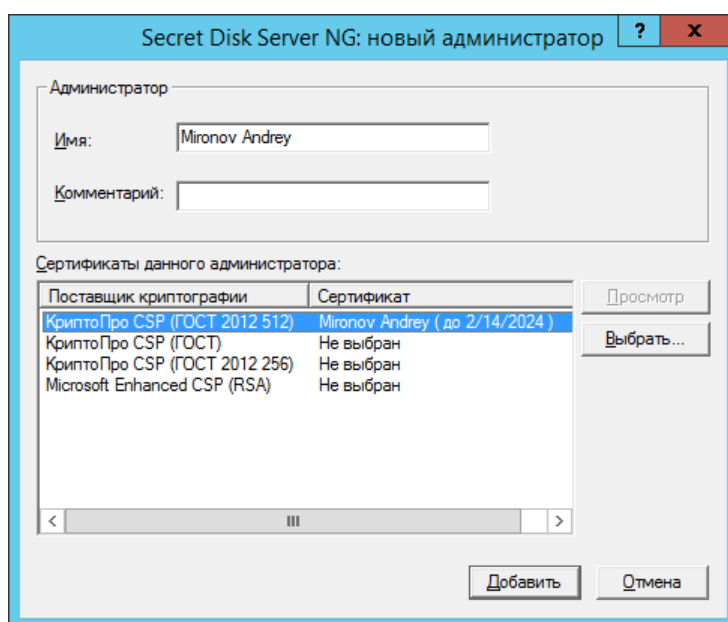 Secret Disk Server NG: новый администратор ? x
Администратор
Имя: Mironov Andrey
Комментарий:
Сертификаты данного администратора:
Поставщик криптографии Сертификат
КриптоПро CSP (ГОСТ 2012 512) Mironov Andrey ( до 2/14/2024 )
КриптоПро CSP (ГОСТ) Не выбран
КриптоПро CSP (ГОСТ 2012 256) Не выбран
Microsoft Enhanced CSP (RSA) Не выбран
Просмотр
Выбрать...
Добавить Отмена